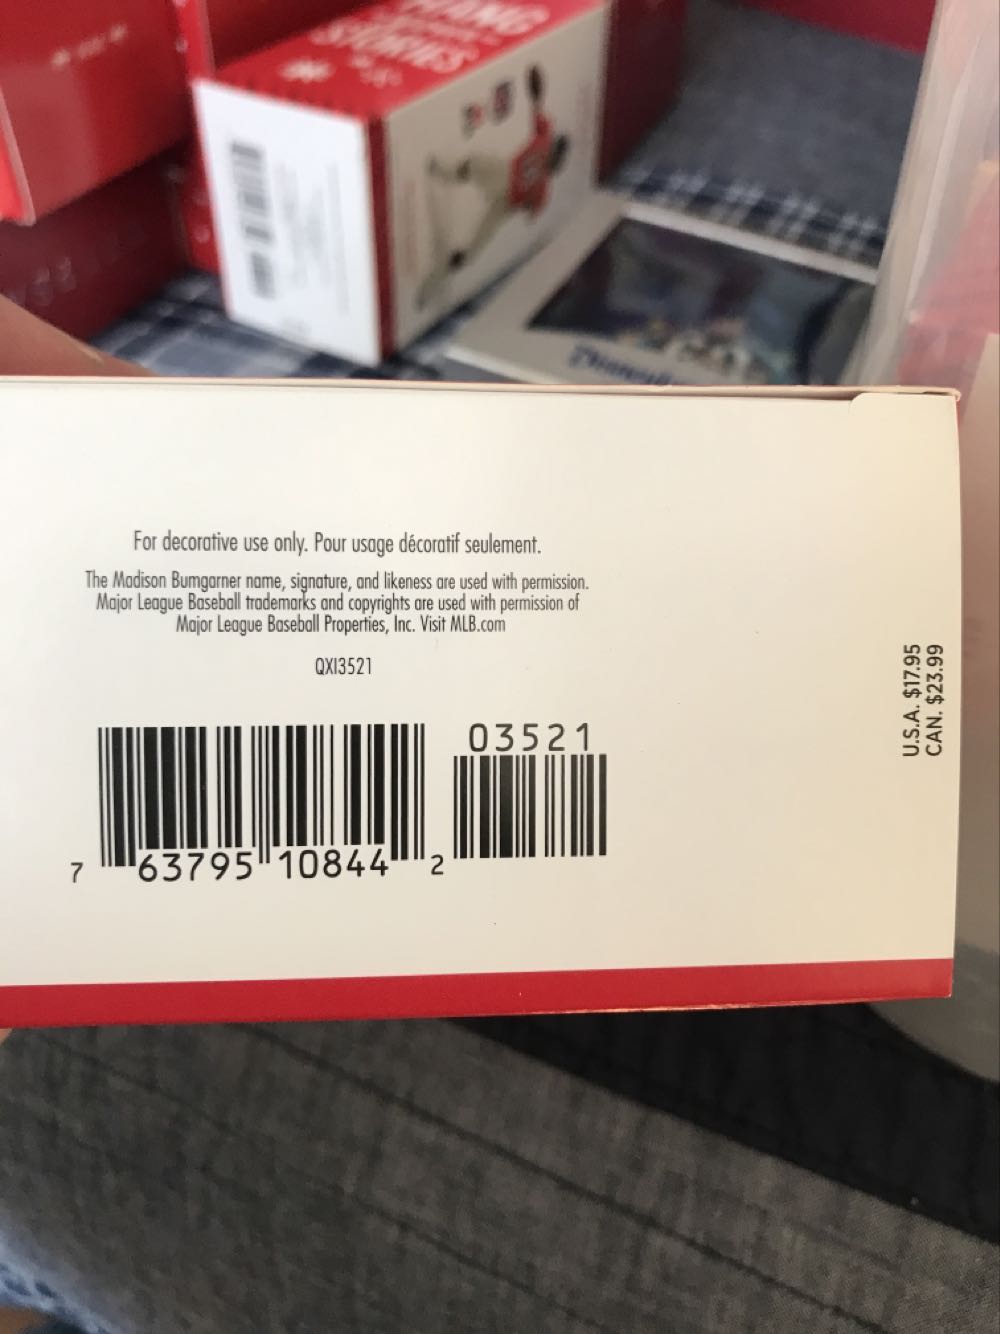 STORIES
For decorative use only. Pour usage décoratif seulement.
The Madison Bumgarner name, signature, and likeness are used with permission.
Major League Baseball trademarks and copyrights are used with permission of
Major League Baseball Properties, Inc. Visit MLB.com
QXI3521
03521
7 63795 10844 2
U.S.A. $17.95
CAN. $23.99